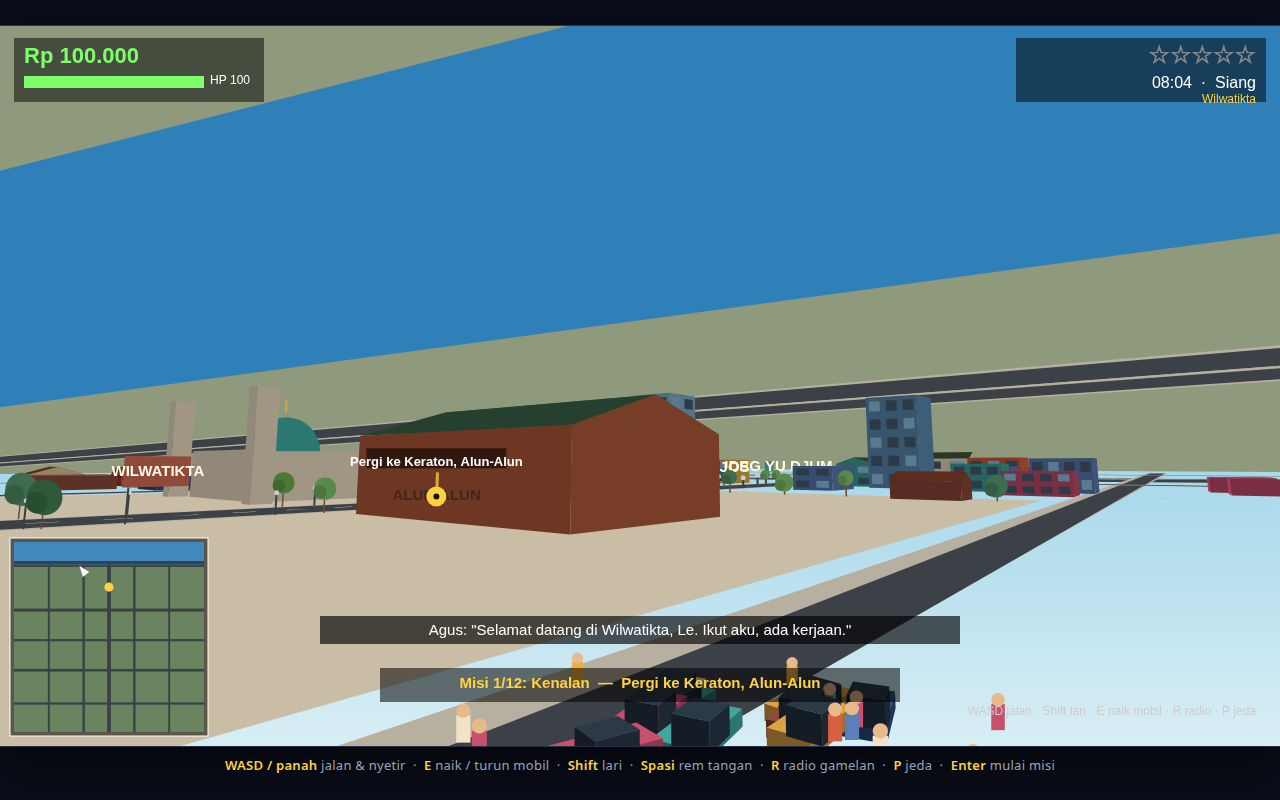 Rp 100.000
HP 100
☆☆☆☆☆
08:04 · Siang
Wilwatikta
WILWATIKTA
Pergi ke Keraton, Alun-Alun
YU DJUM
Agus: "Selamat datang di Wilwatikta, Le. Ikut aku, ada kerjaan."
Misi 1/12: Kenalan — Pergi ke Keraton, Alun-Alun
WASD jalan · Shift lari · E naik mobil · R radio · P jeda
WASD / panah jalan & nyetir · E naik / turun mobil · Shift lari · Spasi rem tangan · R radio gamelan · P jeda · Enter mulai misi